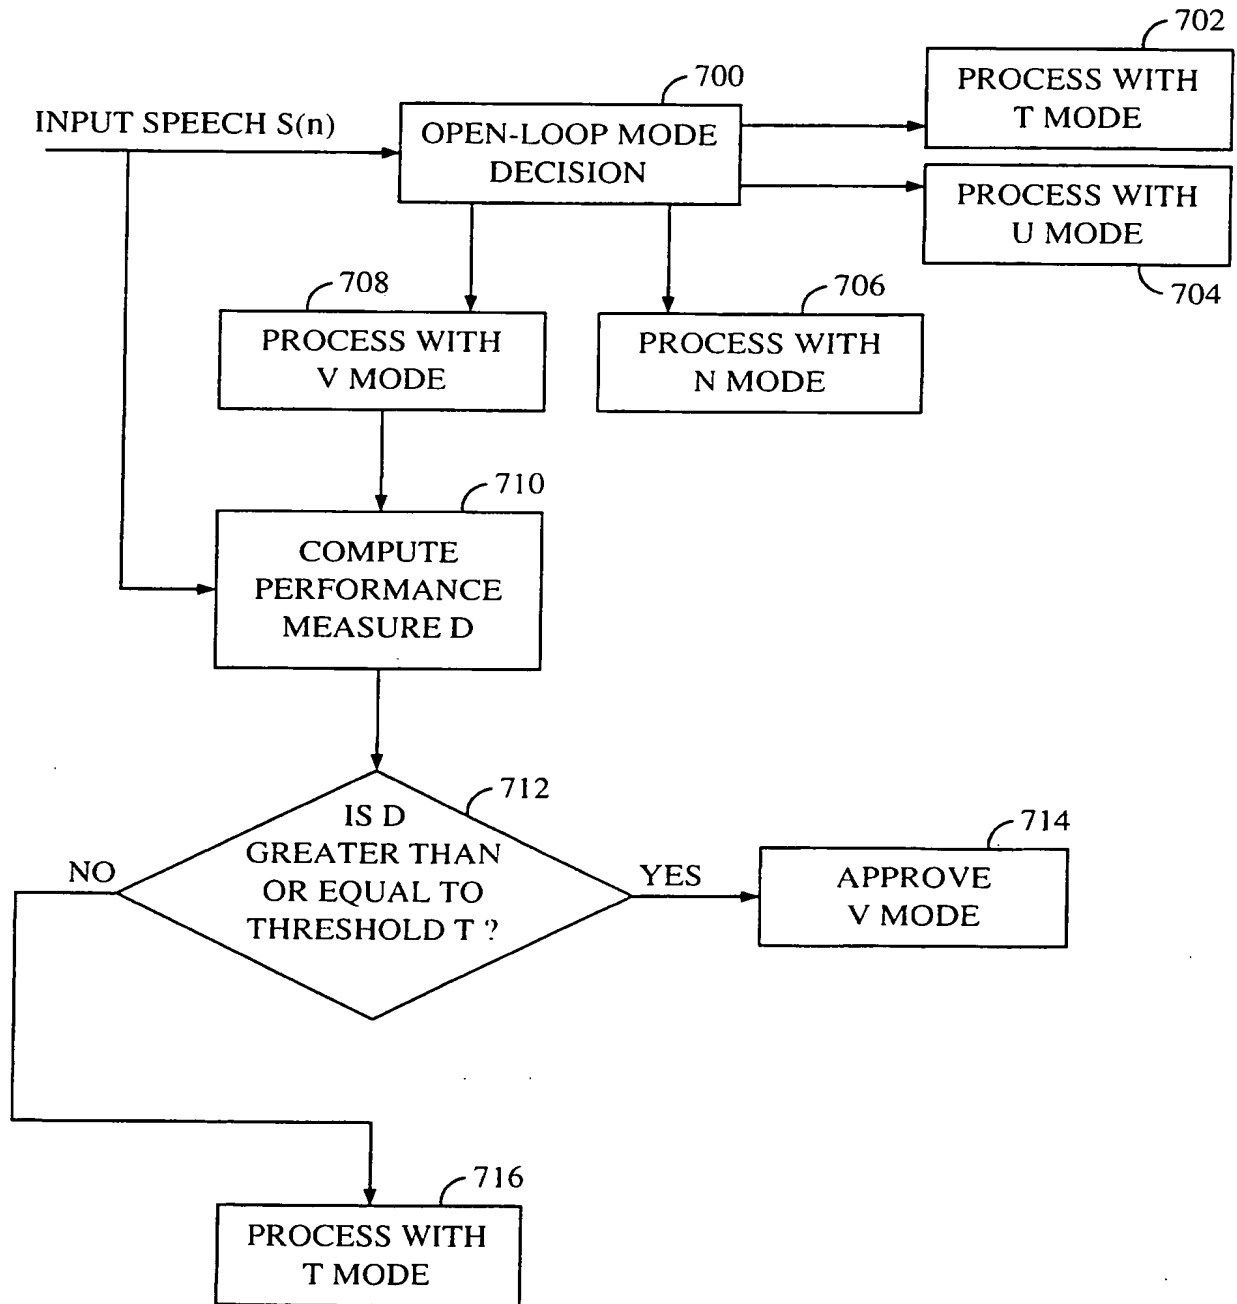 702
PROCESS WITH
T MODE
700
INPUT SPEECH S(n)
OPEN-LOOP MODE
DECISION
PROCESS WITH
U MODE
704
708
PROCESS WITH
V MODE
706
PROCESS WITH
N MODE
710
COMPUTE
PERFORMANCE
MEASURE D
712
IS D
GREATER THAN
OR EQUAL TO
THRESHOLD T ?
NO
YES
714
APPROVE
V MODE
716
PROCESS WITH
T MODE